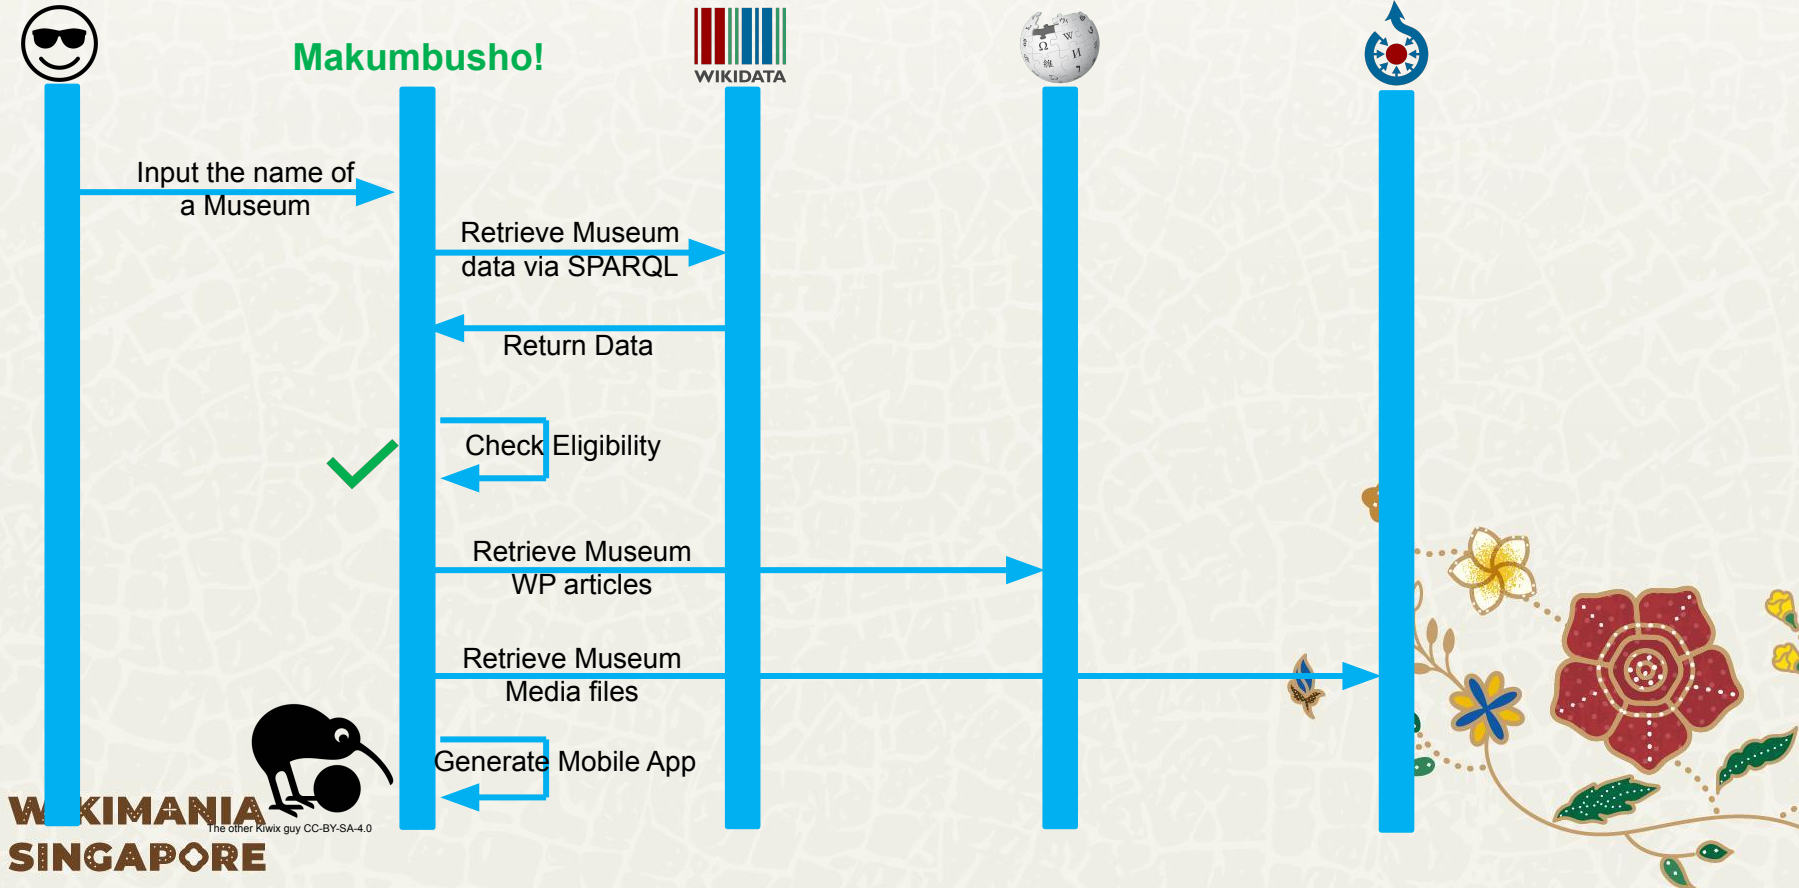 Makumbusho!
WIKIDATA
Input the name of
a Museum
Retrieve Museum
data via SPARQL
Return Data
Check Eligibility
Retrieve Museum
WP articles
Retrieve Museum
Media files
Generate Mobile App
The other Kiwix guy CC-BY-SA-4.0
WIKIMANIA
SINGAPORE